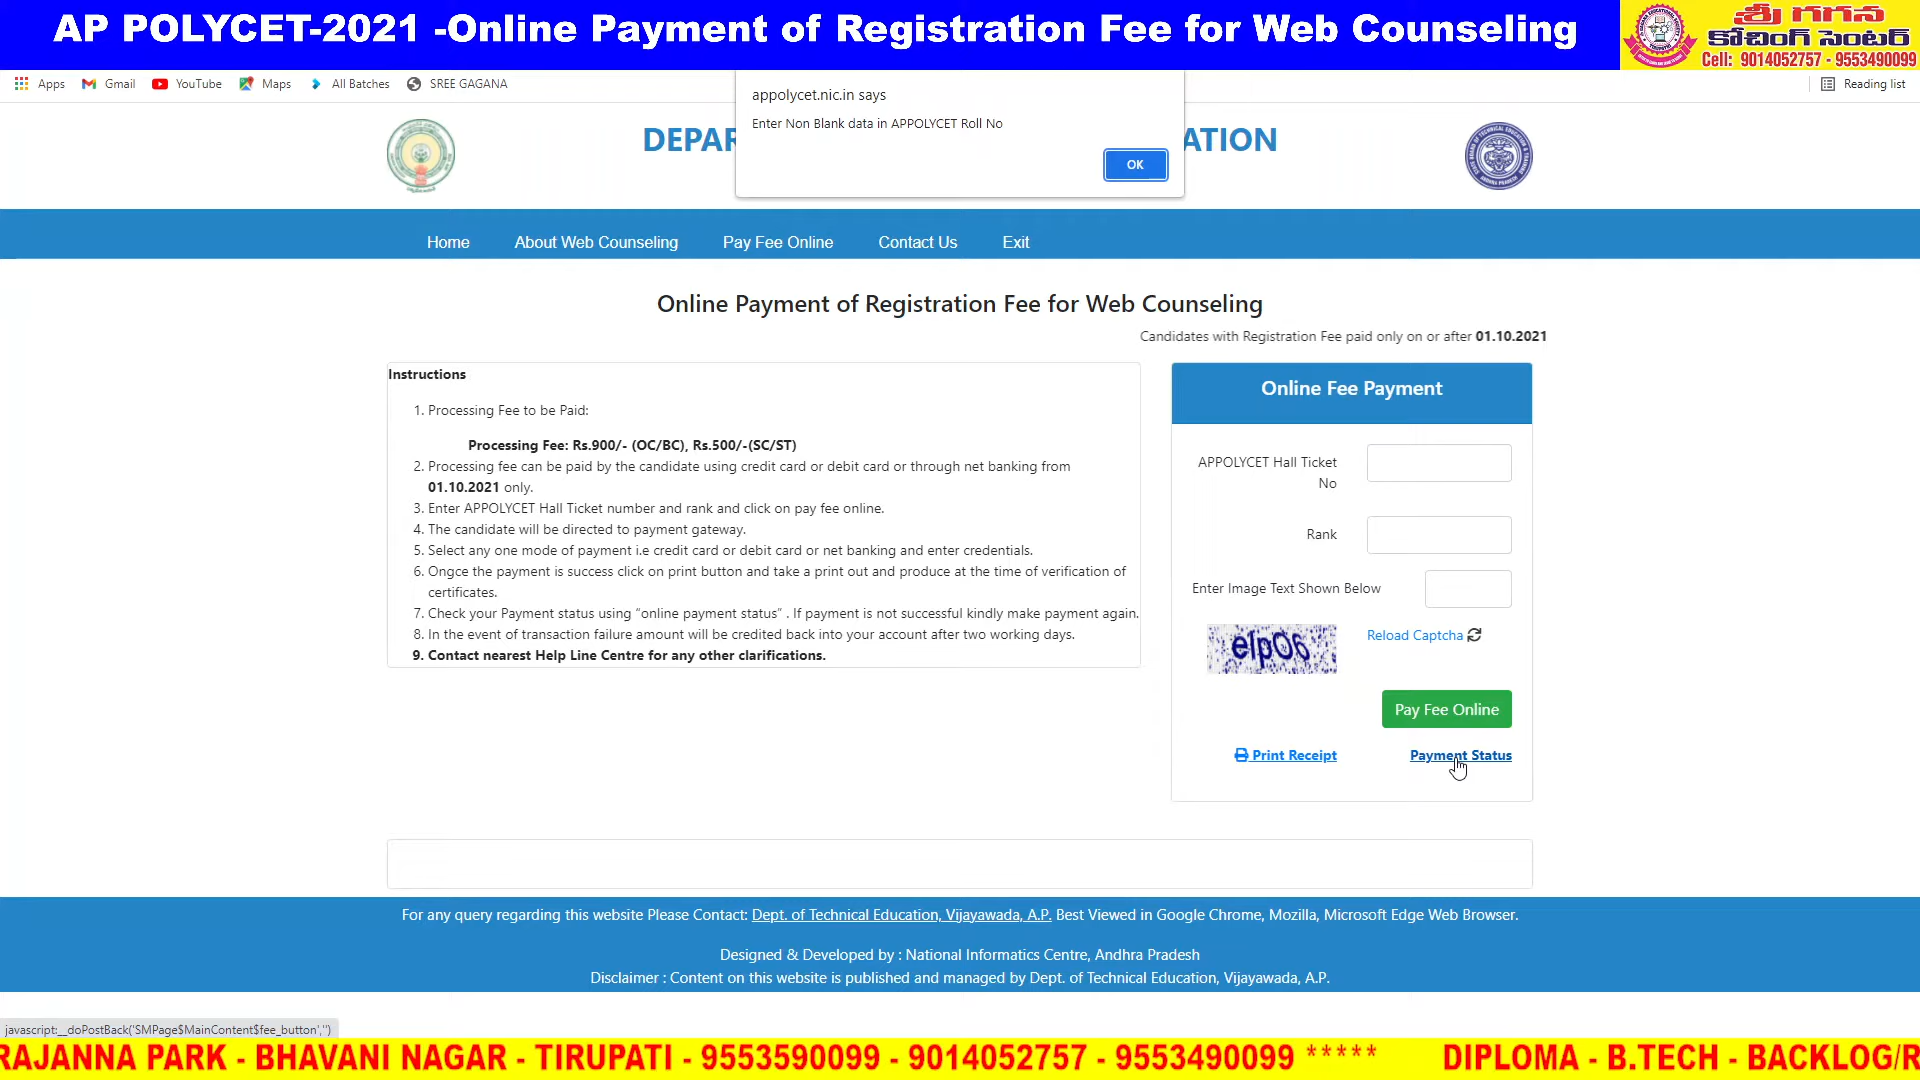 AP POLYCET-2021 -Online Payment of Registration Fee for Web Counseling
శ్రీ గగన
కోచింగ్ సెంటర్
Cell: 9014052757 - 9553490099
Apps
Gmail
YouTube
Maps
All Batches
SREE GAGANA
Reading list
appolycet.nic.in says
Enter Non Blank data in APPOLYCET Roll No
OK
DEPAR
ATION
Home
About Web Counseling
Pay Fee Online
Contact Us
Exit
Online Payment of Registration Fee for Web Counseling
Candidates with Registration Fee paid only on or after 01.10.2021
Instructions
1. Processing Fee to be Paid:
Processing Fee: Rs.900/- (OC/BC), Rs.500/-(SC/ST)
2. Processing fee can be paid by the candidate using credit card or debit card or through net banking from
01.10.2021 only.
3. Enter APPOLYCET Hall Ticket number and rank and click on pay fee online.
4. The candidate will be directed to payment gateway.
5. Select any one mode of payment i.e credit card or debit card or net banking and enter credentials.
6. Ongce the payment is success click on print button and take a print out and produce at the time of verification of
certificates.
7. Check your Payment status using “online payment status” . If payment is not successful kindly make payment again.
8. In the event of transaction failure amount will be credited back into your account after two working days.
9. Contact nearest Help Line Centre for any other clarifications.
Online Fee Payment
APPOLYCET Hall Ticket
No
Rank
Enter Image Text Shown Below
elpO6
Reload Captcha
Pay Fee Online
Print Receipt
Payment Status
For any query regarding this website Please Contact: Dept. of Technical Education, Vijayawada, A.P. Best Viewed in Google Chrome, Mozilla, Microsoft Edge Web Browser.
Designed & Developed by : National Informatics Centre, Andhra Pradesh
Disclaimer : Content on this website is published and managed by Dept. of Technical Education, Vijayawada, A.P.
javascript:__doPostBack('SMPage$MainContent$fee_button','')
RAJANNA PARK - BHAVANI NAGAR - TIRUPATI - 9553590099 - 9014052757 - 9553490099 ***** DIPLOMA - B.TECH - BACKLOG/R